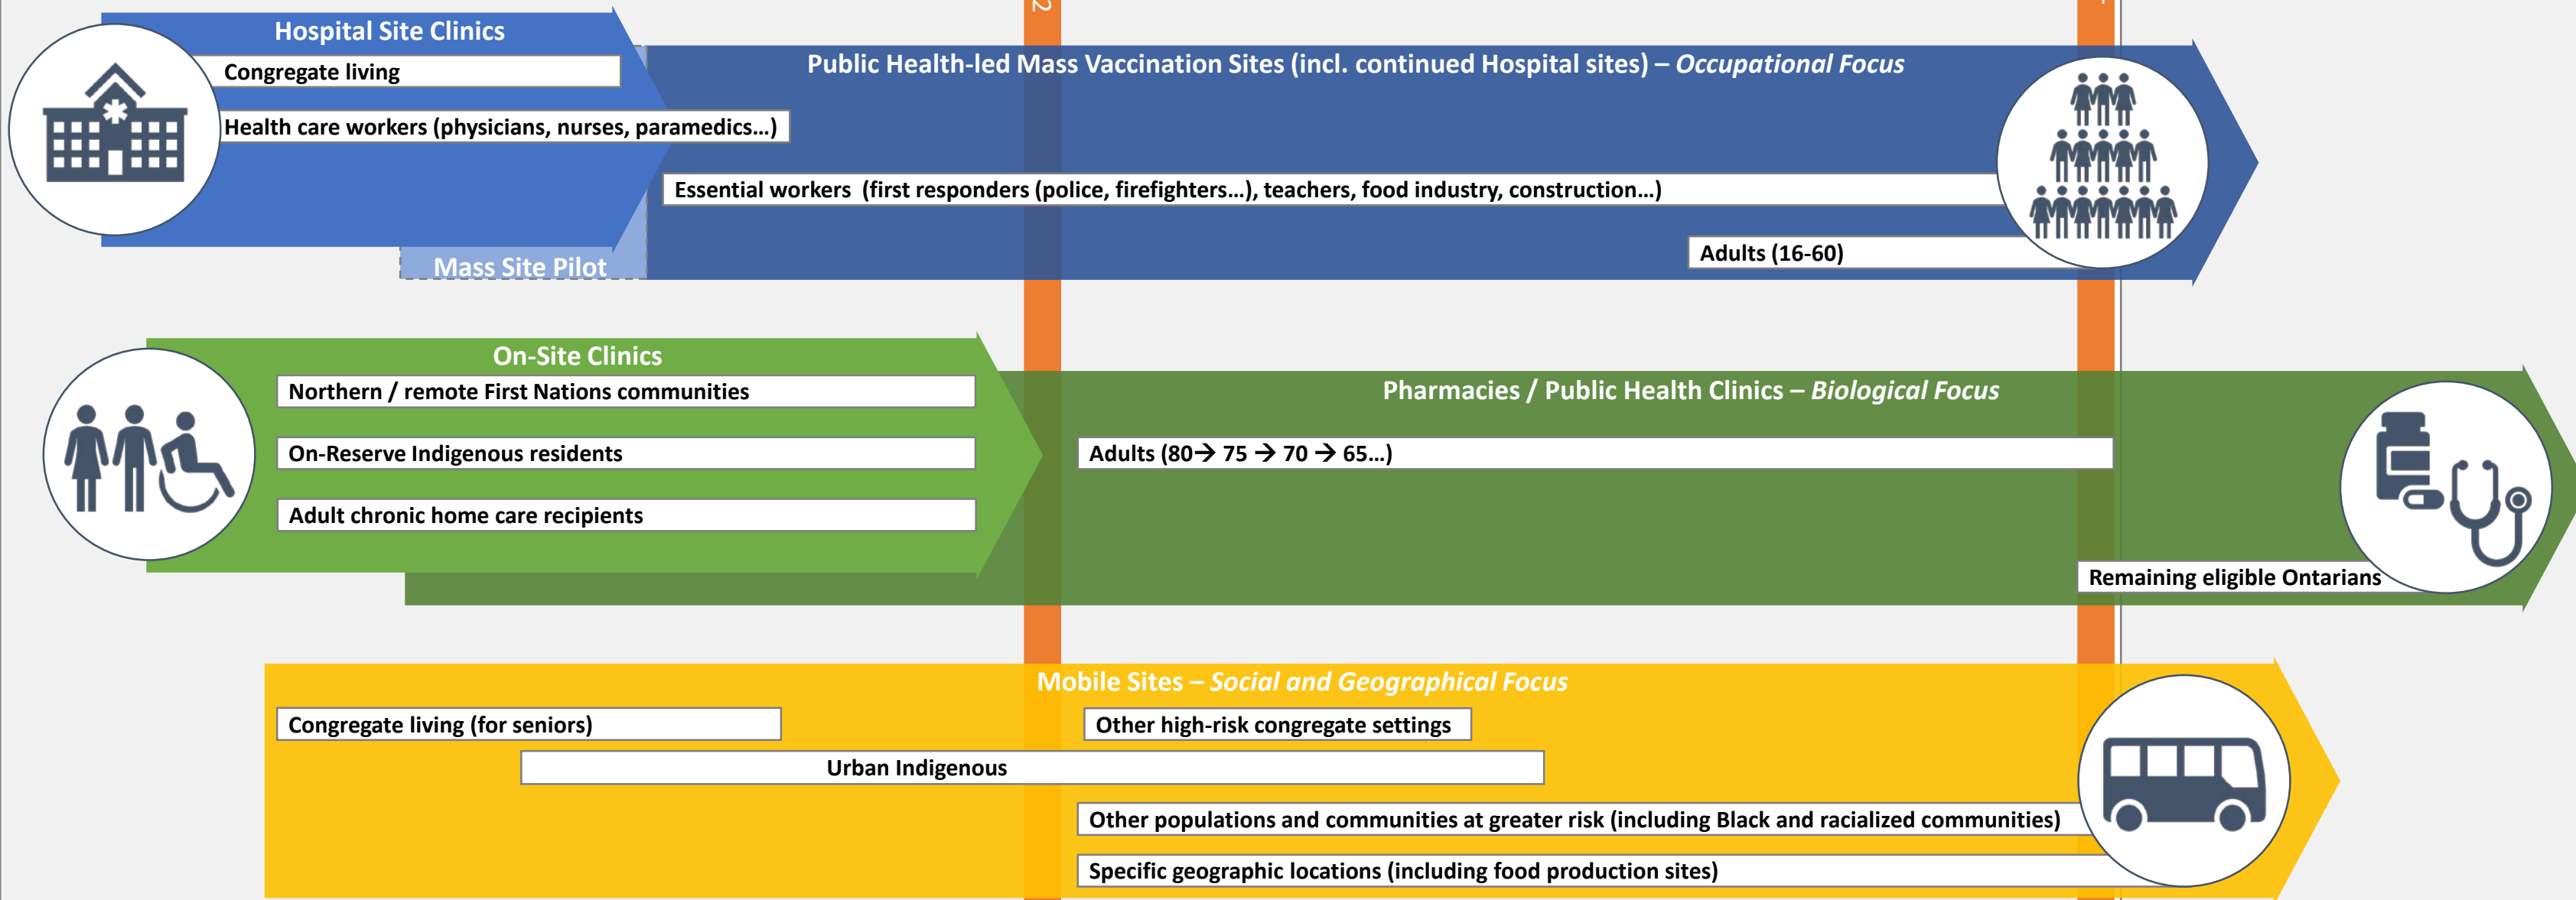 2
Hospital Site Clinics
Congregate living
Health care workers (physicians, nurses, paramedics…)
Mass Site Pilot
Public Health-led Mass Vaccination Sites (incl. continued Hospital sites) – Occupational Focus
Essential workers  (first responders (police, firefighters…), teachers, food industry, construction…)
Adults (16-60)
On-Site Clinics
Northern / remote First Nations communities
On-Reserve Indigenous residents
Adult chronic home care recipients
Pharmacies / Public Health Clinics – Biological Focus
Adults (80→ 75 → 70 → 65…)
Remaining eligible Ontarians
Mobile Sites – Social and Geographical Focus
Congregate living (for seniors)
Other high-risk congregate settings
Urban Indigenous
Other populations and communities at greater risk (including Black and racialized communities)
Specific geographic locations (including food production sites)